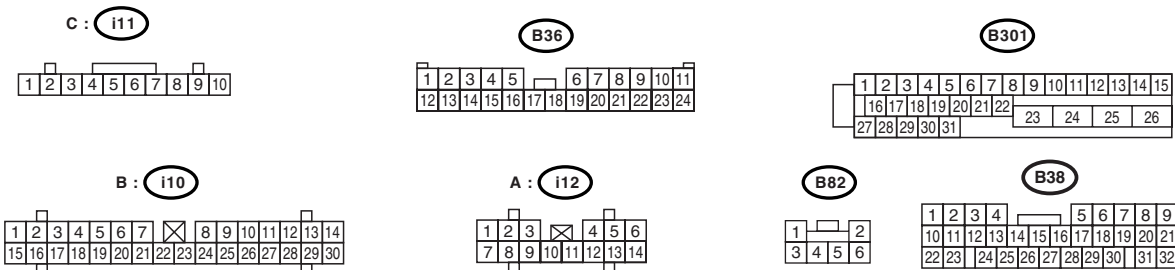 C : i11
B36
B301
1 2 3 4 5 6 7 8 9 10
1 2 3 4 5 6 7 8 9 10 11
12 13 14 15 16 17 18 19 20 21 22 23 24
1 2 3 4 5 6 7 8 9 10 11 12 13 14 15
16 17 18 19 20 21 22 23 24 25 26
27 28 29 30 31
B : i10
A : i12
B82
B38
1 2 3 4 5 6 7 8 9 10 11 12 13 14
15 16 17 18 19 20 21 22 23 24 25 26 27 28 29 30
1 2 3 4 5 6
7 8 9 10 11 12 13 14
1 2
3 4 5 6
1 2 3 4 5 6 7 8 9
10 11 12 13 14 15 16 17 18 19 20 21
22 23 24 25 26 27 28 29 30 31 32